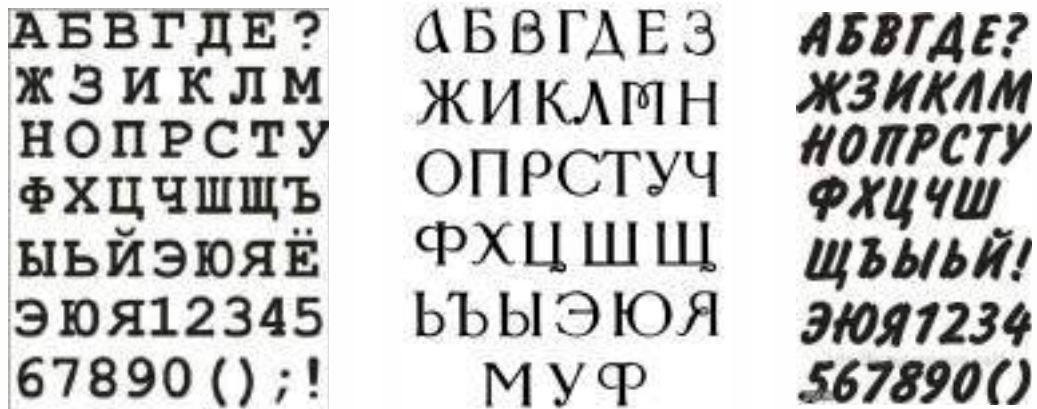 АБВГДЕ?
ЖЗИКЛМ
НОПРСТУ
ФХЦЧШЩЪ
ЫЬЙЭЮЯЁ
ЭЮЯ12345
67890();!
АБВГДЕЗ
ЖИКЛМН
ОПРСТУЧ
ФХЦШЩ
ЬЪЫЭЮЯ
МУФ
АБВГДЕ?
ЖЗИКЛМ
НОПРСТУ
ФХЦЧШ
ЩЪЫЬЙ!
ЭЮЯ1234
567890()